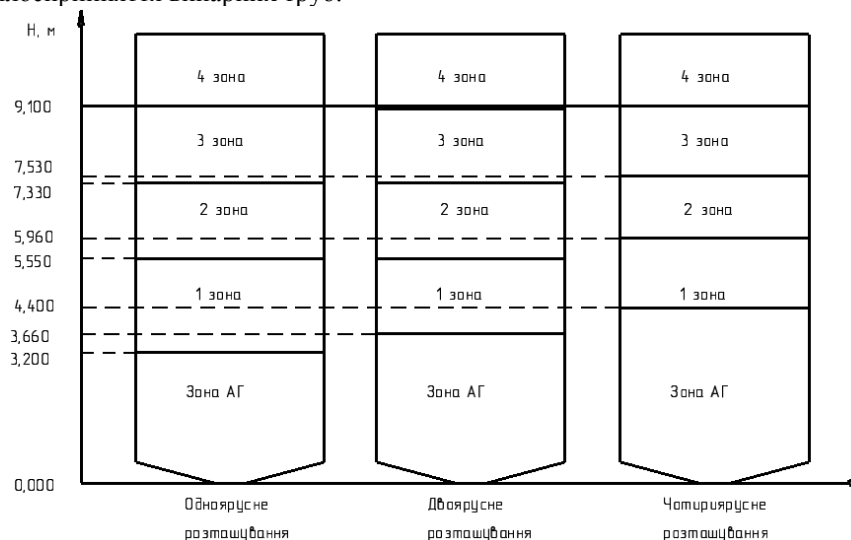 Н, м
4 зона
4 зона
4 зона
9,100
3 зона
3 зона
3 зона
7,530
7,330
2 зона
2 зона
2 зона
5,960
5,550
1 зона
1 зона
1 зона
4,400
3,660
3,200
Зона АГ
Зона АГ
Зона АГ
0,000
Одноярусне
розташування
Двоярусне
розташування
Чотириярусне
розташування